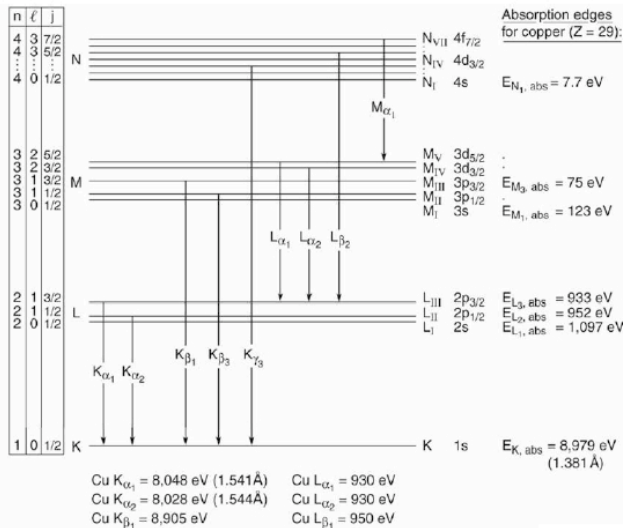 n ℓ j
Absorption edges
for copper (Z = 29):
4 3 7/2
4 3 5/2
4 0 1/2
N
N_VII 4f_7/2
N_IV 4d_3/2
N_I 4s E_N1, abs = 7.7 eV
M_α1
3 2 5/2
3 2 3/2
3 1 3/2
3 1 1/2
3 0 1/2
M
M_V 3d_5/2
M_IV 3d_3/2
M_III 3p_3/2 E_M3, abs = 75 eV
M_II 3p_1/2
M_I 3s E_M1, abs = 123 eV
L_α1 L_α2 L_β2
2 1 3/2
2 1 1/2
2 0 1/2
L
L_III 2p_3/2 E_L3, abs = 933 eV
L_II 2p_1/2 E_L2, abs = 952 eV
L_I 2s E_L1, abs = 1,097 eV
K_α1 K_α2 K_β1 K_β3 K_γ3
1 0 1/2 K
K 1s E_K, abs = 8,979 eV
(1.381 Å)
Cu K_α1 = 8,048 eV (1.541Å) Cu L_α1 = 930 eV
Cu K_α2 = 8,028 eV (1.544Å) Cu L_α2 = 930 eV
Cu K_β1 = 8,905 eV Cu L_β1 = 950 eV